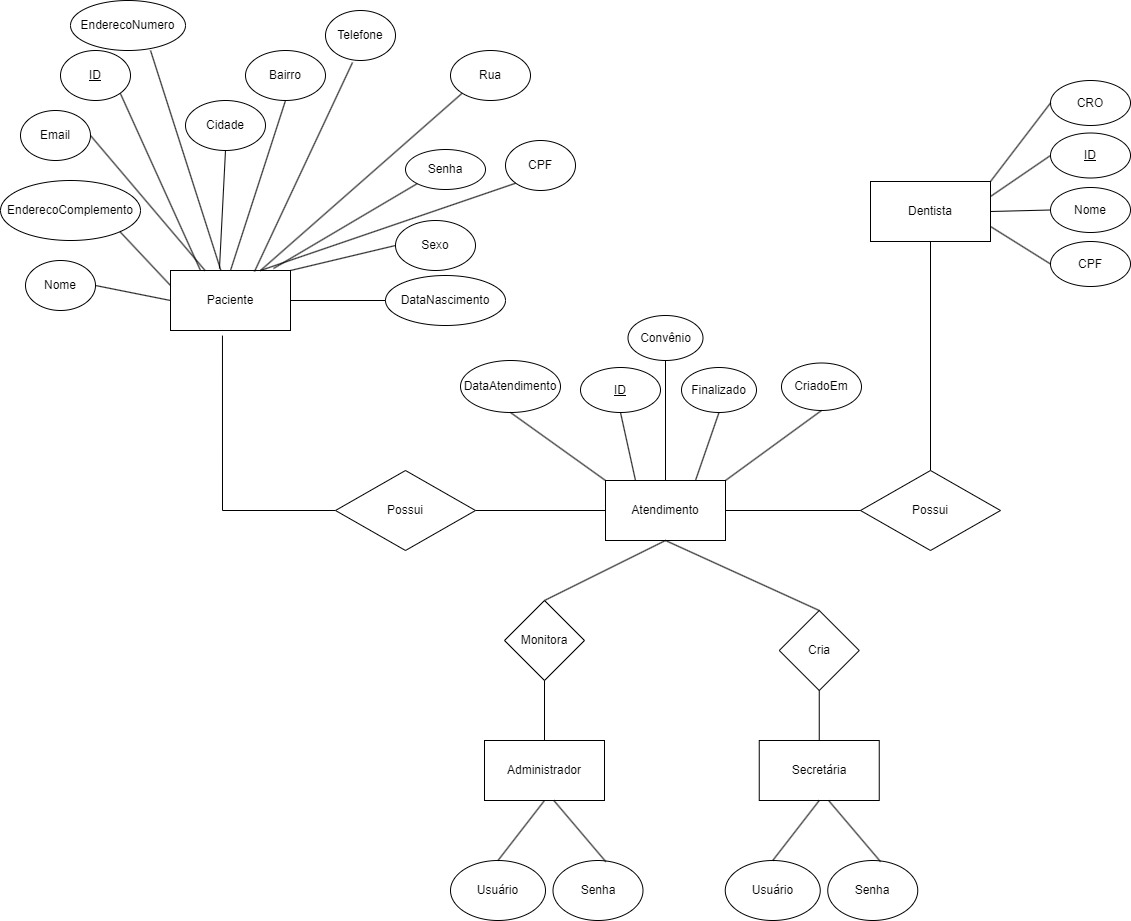 EnderecoNumero
Telefone
ID
Bairro
Rua
CRO
Cidade
Email
ID
Senha
CPF
EnderecoComplemento
Nome
Dentista
Sexo
CPF
Nome
Paciente
DataNascimento
Convênio
DataAtendimento
ID
Finalizado
CriadoEm
Possui
Atendimento
Possui
Monitora
Cria
Administrador
Secretária
Usuário
Senha
Usuário
Senha